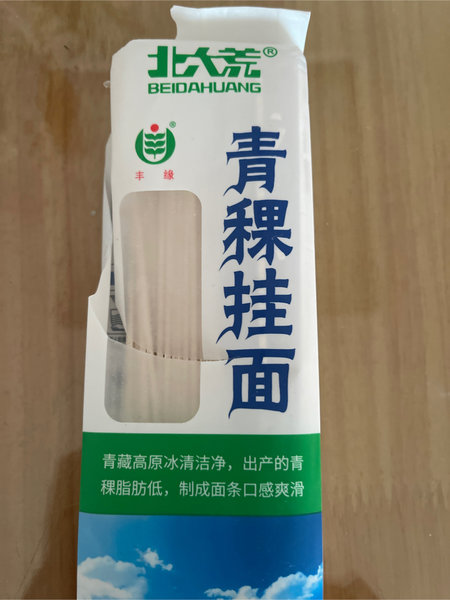 北大荒®
BEIDAHUANG
®
丰缘
青稞挂面
青藏高原冰清洁净，出产的青
稞脂肪低，制成面条口感爽滑